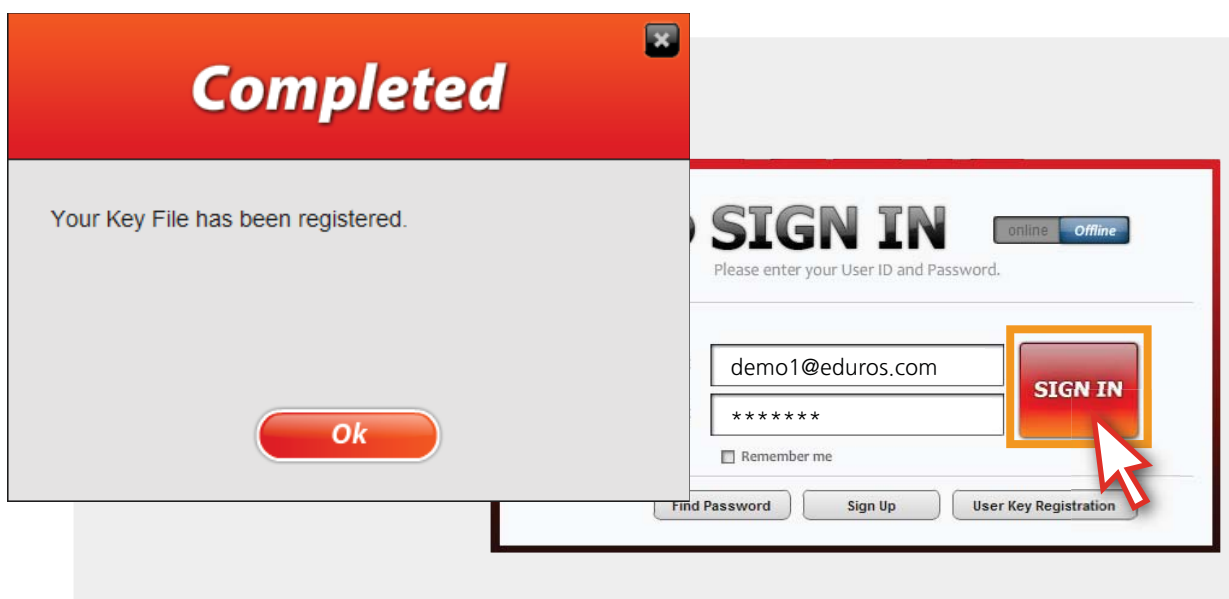 Completed
Your Key File has been registered.
Ok
SIGN IN
online Offline
Please enter your User ID and Password.
demo1@eduros.com
*******
SIGN IN
Remember me
Find Password Sign Up User Key Registration